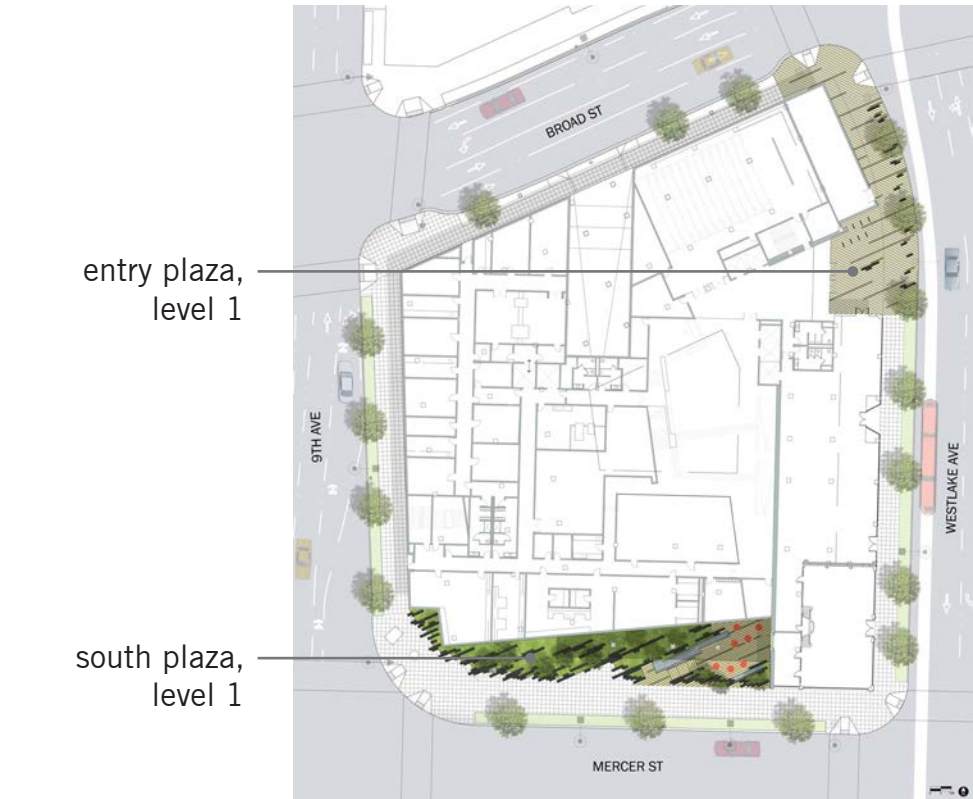 BROAD ST
entry plaza,
level 1
9TH AVE
WESTLAKE AVE
south plaza,
level 1
MERCER ST